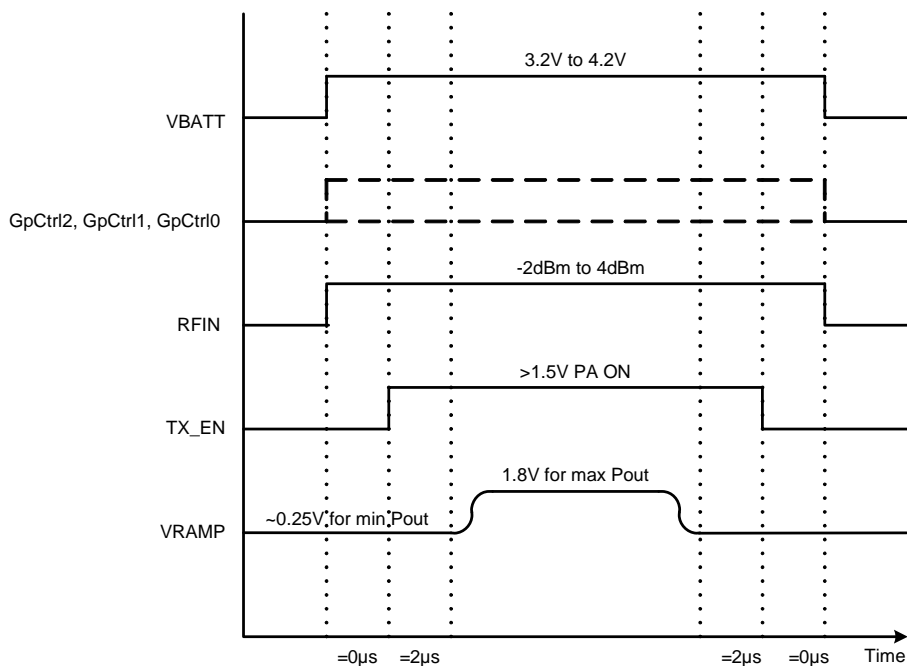 3.2V to 4.2V
VBATT
GpCtrl2, GpCtrl1, GpCtrl0
-2dBm to 4dBm
RFIN
>1.5V PA ON
TX_EN
1.8V for max Pout
~0.25V for min Pout
VRAMP
=0µs =2µs =2µs =0µs Time